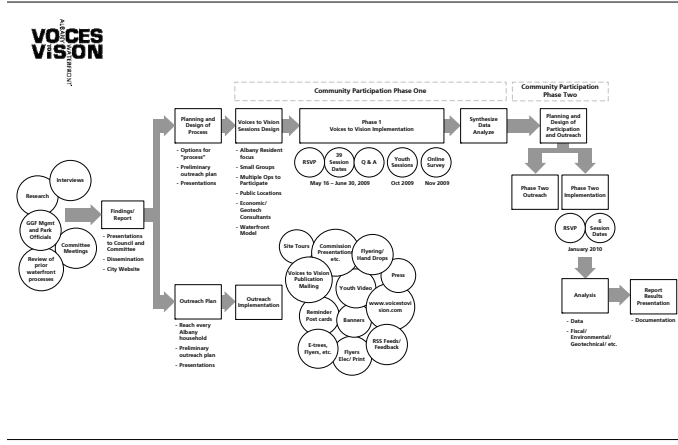 VOICES
ALBANY WATERFRONT
TO
VISION
Community Participation Phase One
Community Participation
Phase Two
Planning and
Design of
Process
Voices to Vision
Sessions Design
Phase 1
Voices to Vision Implementation
Synthesize
Data
Analyze
Planning and
Design of
Participation
and Outreach
- Options for
"process"
- Preliminary
outreach plan
- Presentations
- Albany Resident
focus
- Small Groups
- Multiple Ops to
Participate
- Public Locations
- Economic/
Geotech
Consultants
- Waterfront
Model
RSVP
39
Session
Dates
Q & A
Youth
Sessions
Online
Survey
May 16 – June 30, 2009
Oct 2009
Nov 2009
Phase Two
Outreach
Phase Two
Implementation
RSVP
6
Session
Dates
January 2010
Interviews
Research
GGF Mgmt
and Park
Officials
Committee
Meetings
Review of
prior
waterfront
processes
Findings/
Report
- Presentations
to Council and
Committee
- Dissemination
- City Website
Outreach Plan
- Reach every
Albany
household
- Preliminary
outreach plan
- Presentations
Outreach
Implementation
Site Tours
Commission
Presentations
etc.
Flyering/
Hand Drops
Voices to Vision
Publication
Mailing
Youth Video
Press
www.voicestovi
sion.com
Reminder
Post cards
Banners
RSS Feeds/
Feedback
E-trees,
Flyers, etc.
Flyers
Elec/ Print
Analysis
- Data
- Fiscal/
Environmental/
Geotechnical/ etc.
Report
Results
Presentation
- Documentation